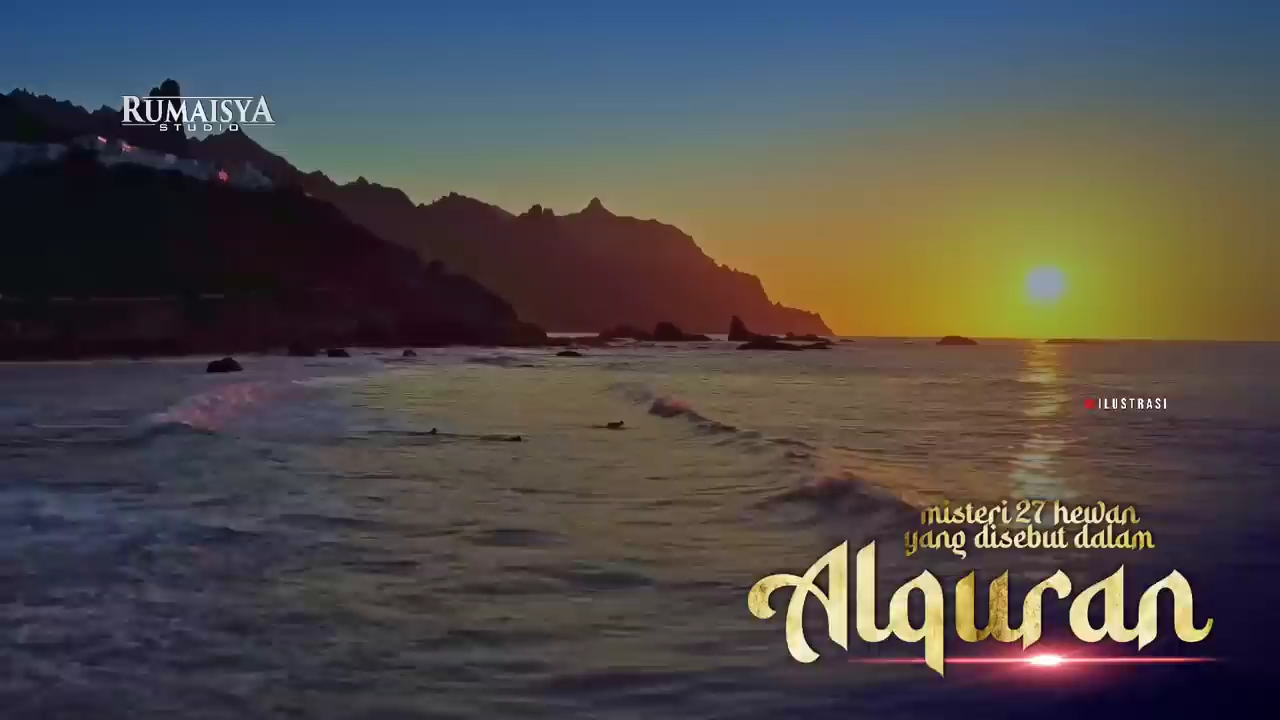 RUMAISYA
STUDIO
ILUSTRASI
misteri 27 hewan
yang disebut dalam
Alquran